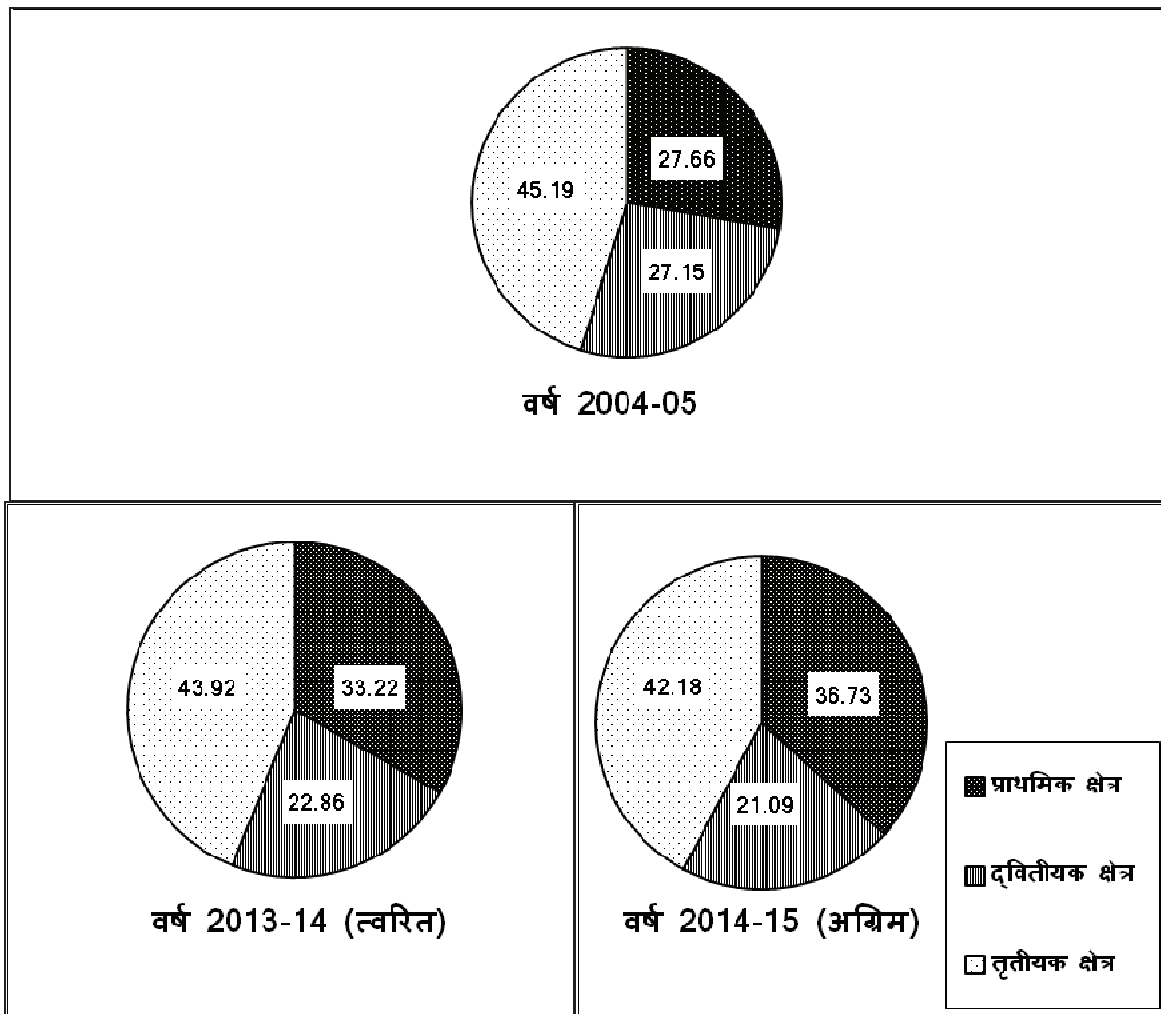 27.66
45.19
27.15
वर्ष 2004-05
43.92
33.22
22.86
वर्ष 2013-14 (त्वरित)
42.18
36.73
21.09
वर्ष 2014-15 (अग्रिम)
प्राथमिक क्षेत्र
द्वितीयक क्षेत्र
तृतीयक क्षेत्र